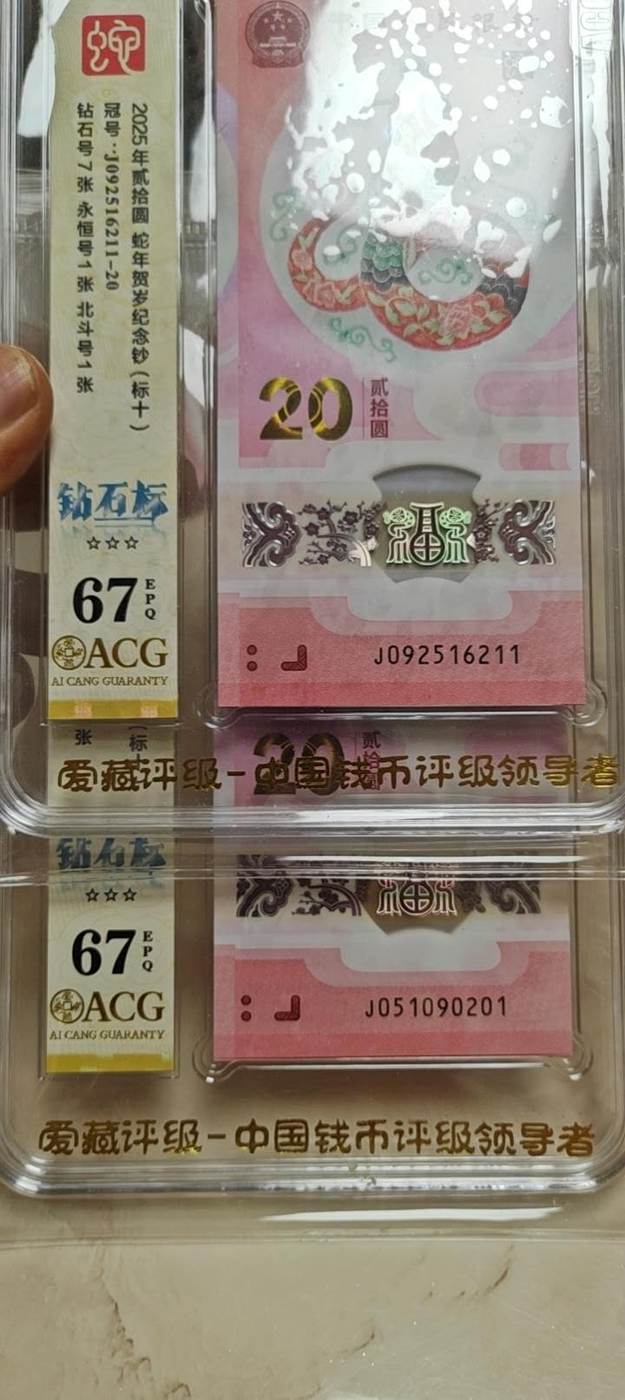 蛇
2025年贰拾圆 蛇年贺岁纪念钞(标十)
冠号:J092516211-20
钻石号7张 永恒号1张 北斗号1张
钻石标
☆☆☆
67 EPQ
ACG
AI CANG GUARANTY
20 贰拾圆
福
J092516211
爱藏评级-中国钱币评级领导者
张
(标十
20 贰拾
钻石标
☆☆☆
67 EPQ
ACG
AI CANG GUARANTY
福
J051090201
爱藏评级-中国钱币评级领导者